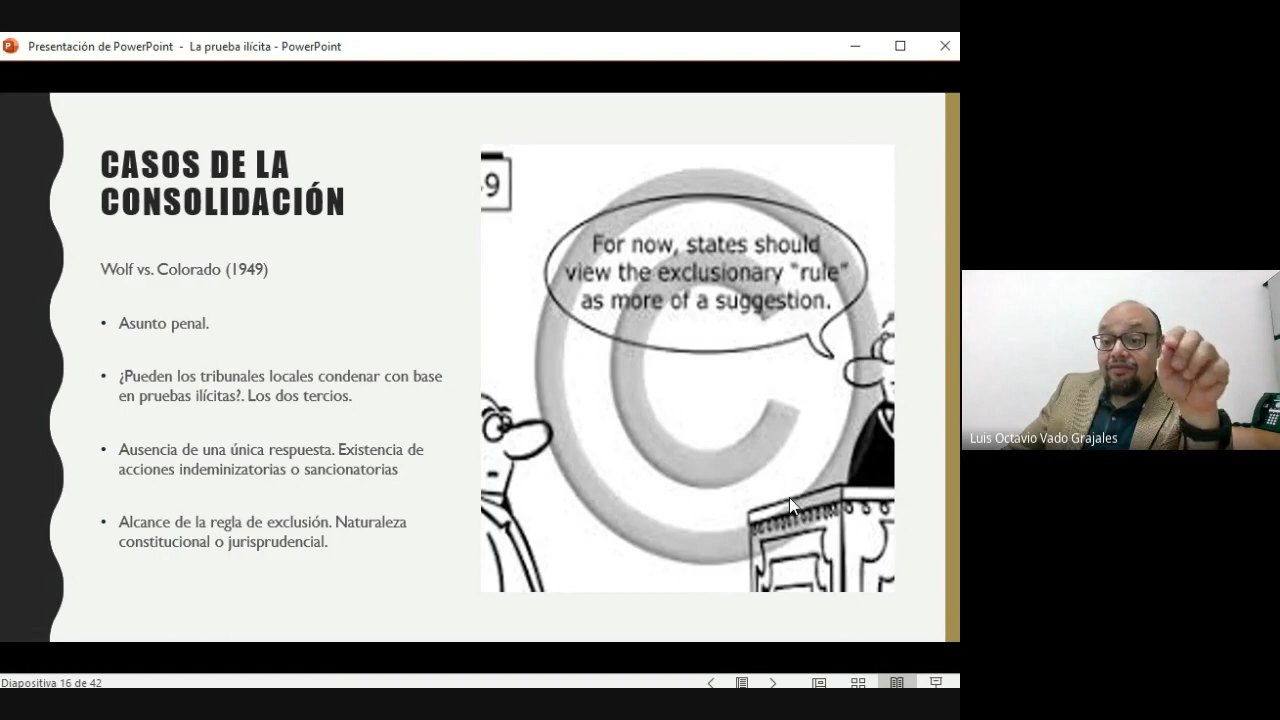 Presentación de PowerPoint - La prueba ilícita - PowerPoint
CASOS DE LA
CONSOLIDACIÓN
Wolf vs. Colorado (1949)
• Asunto penal.
• ¿Pueden los tribunales locales condenar con base
en pruebas ilícitas?. Los dos tercios.
• Ausencia de una única respuesta. Existencia de
acciones indeminizatorias o sancionatorias
• Alcance de la regla de exclusión. Naturaleza
constitucional o jurisprudencial.
9
For now, states should
view the exclusionary "rule"
as more of a suggestion.
Luis Octavio Vado Grajales
Diapositiva 16 de 42